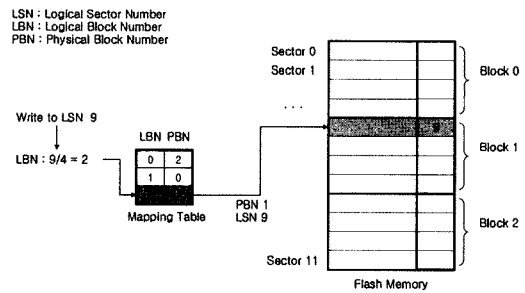 LSN : Logical Sector Number
LBN : Logical Block Number
PBN : Physical Block Number
Sector 0
Sector 1
. . .
Block 0
Write to LSN 9
LBN : 9/4 = 2
LBN PBN
0 2
1 0
Mapping Table
PBN 1
LSN 9
Block 1
Block 2
Sector 11
Flash Memory